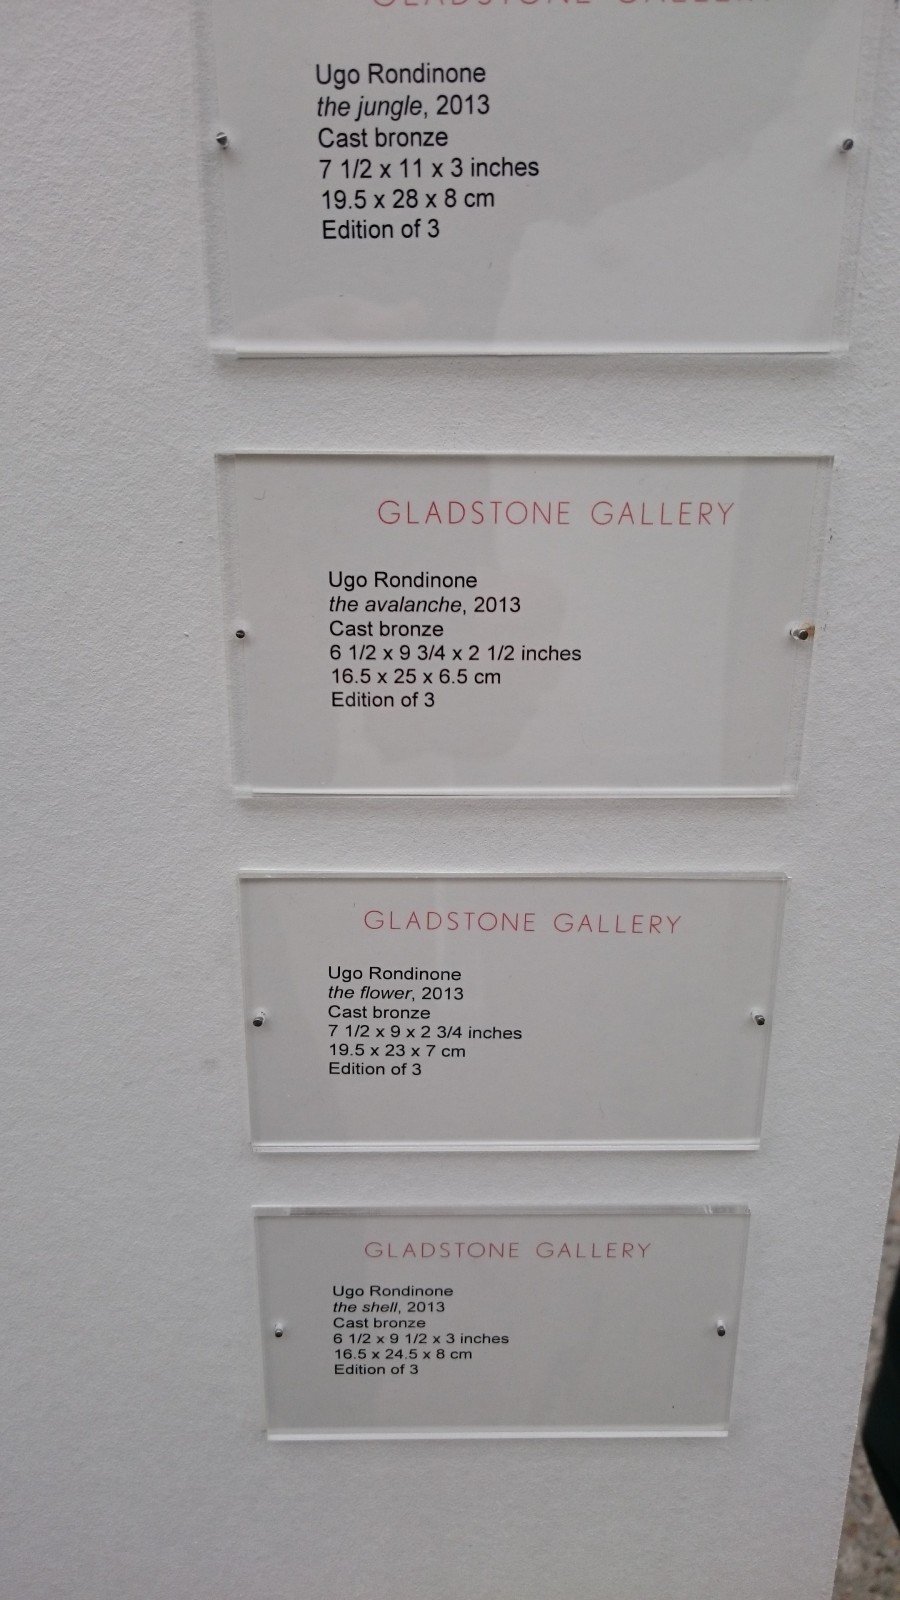 GLADSTONE GALLERY
Ugo Rondinone
the jungle, 2013
Cast bronze
7 1/2 x 11 x 3 inches
19.5 x 28 x 8 cm
Edition of 3
GLADSTONE GALLERY
Ugo Rondinone
the avalanche, 2013
Cast bronze
6 1/2 x 9 3/4 x 2 1/2 inches
16.5 x 25 x 6.5 cm
Edition of 3
GLADSTONE GALLERY
Ugo Rondinone
the flower, 2013
Cast bronze
7 1/2 x 9 x 2 3/4 inches
19.5 x 23 x 7 cm
Edition of 3
GLADSTONE GALLERY
Ugo Rondinone
the shell, 2013
Cast bronze
6 1/2 x 9 1/2 x 3 inches
16.5 x 24.5 x 8 cm
Edition of 3